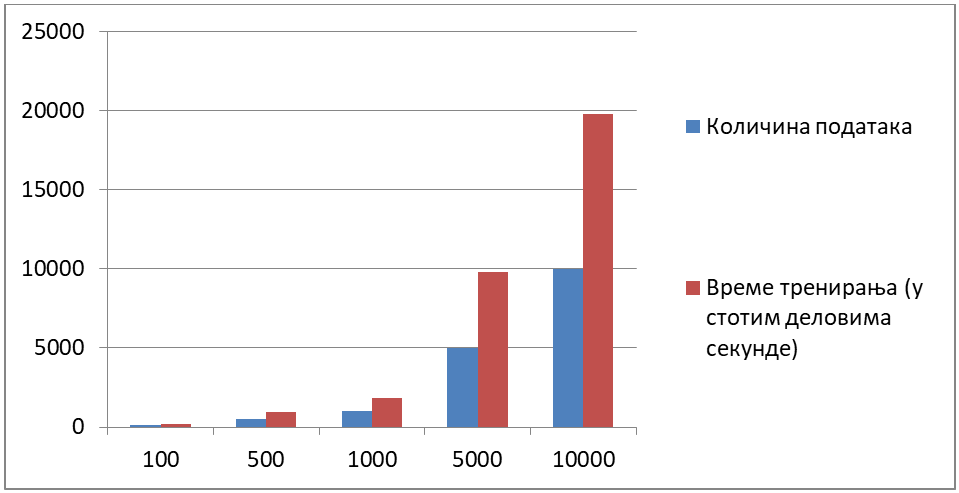 25000
20000
15000
10000
5000
0
100 500 1000 5000 10000
Количина података
Време тренирања (у
стотим деловима
секунде)